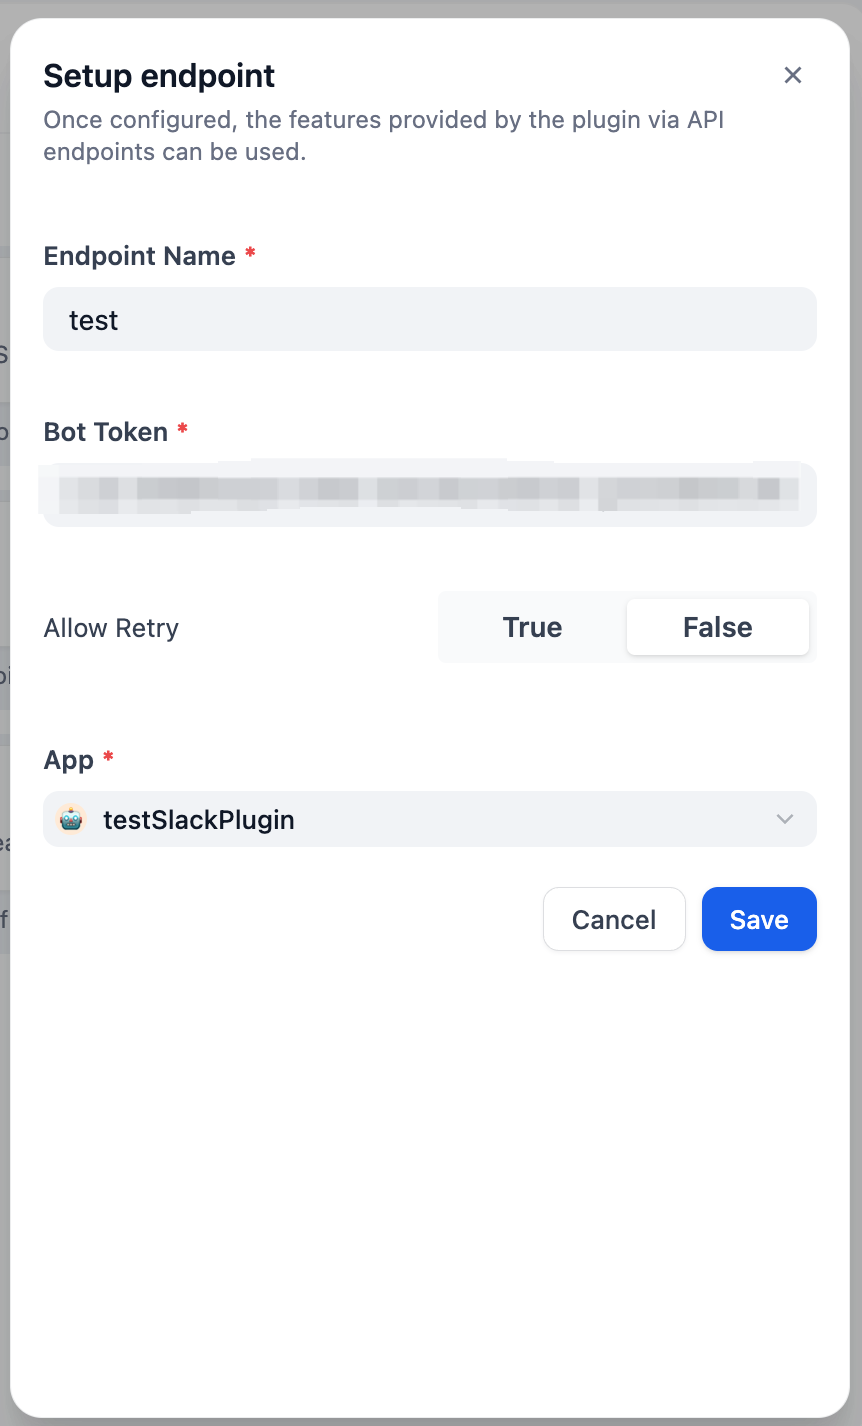 Setup endpoint
Once configured, the features provided by the plugin via API
endpoints can be used.
Endpoint Name *
test
Bot Token *
Allow Retry
True
False
App *
testSlackPlugin
Cancel
Save